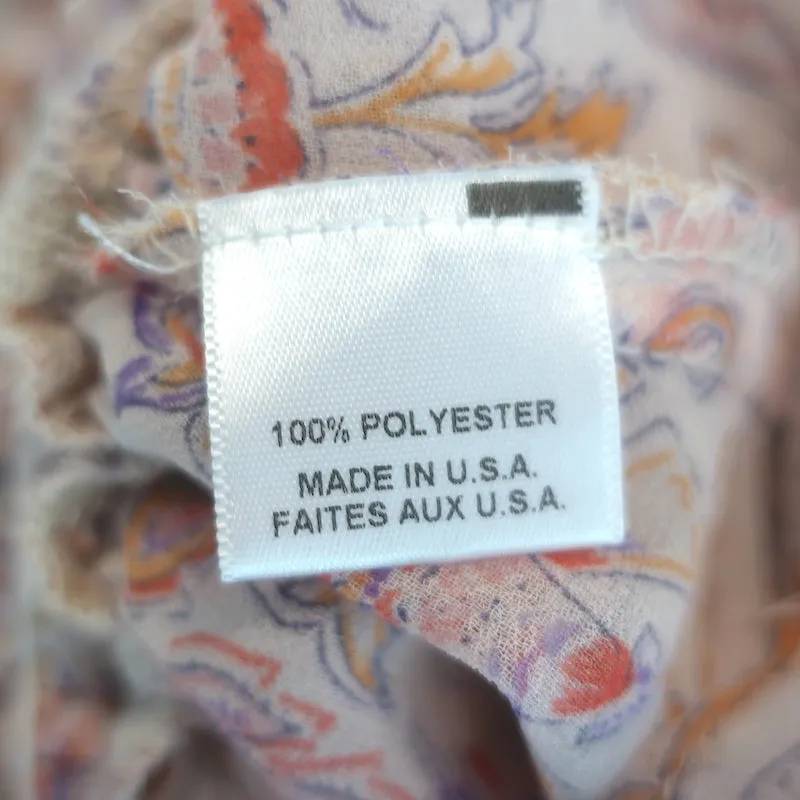 100% POLYESTER
MADE IN U.S.A.
FAITES AUX U.S.A.